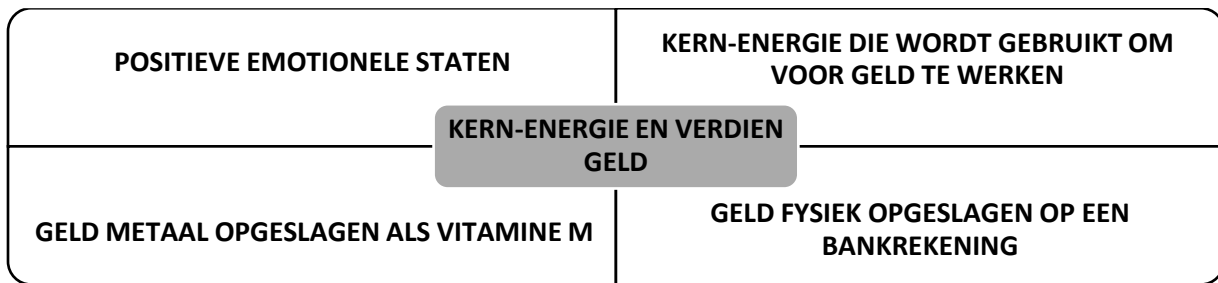 POSITIEVE EMOTIONELE STATEN
KERN-ENERGIE DIE WORDT GEBRUIKT OM
VOOR GELD TE WERKEN
KERN-ENERGIE EN VERDIEN
GELD
GELD METAAL OPGESLAGEN ALS VITAMINE M
GELD FYSIEK OPGESLAGEN OP EEN
BANKREKENING